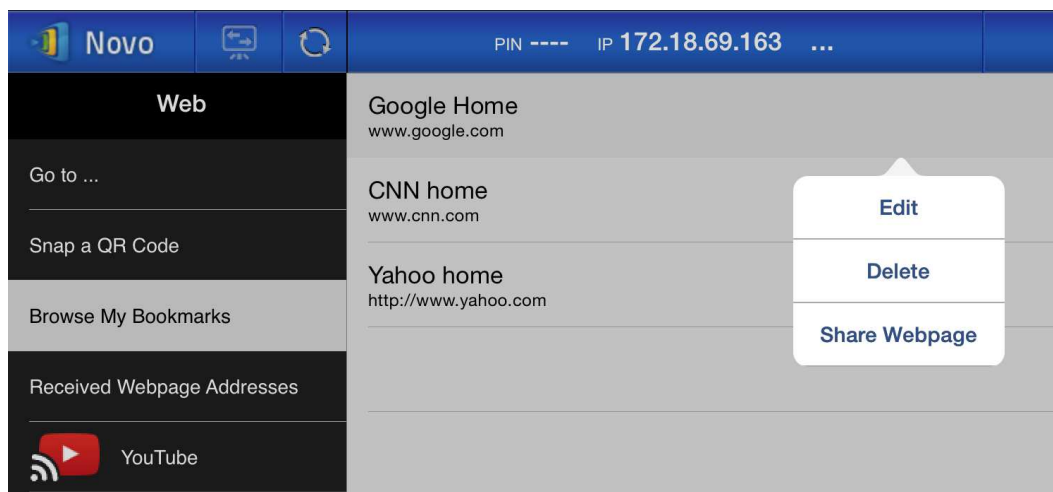 Novo
PIN ---- IP 172.18.69.163 ...
Web
Go to ...
Snap a QR Code
Browse My Bookmarks
Received Webpage Addresses
YouTube
Google Home
www.google.com
CNN home
www.cnn.com
Yahoo home
http://www.yahoo.com
Edit
Delete
Share Webpage